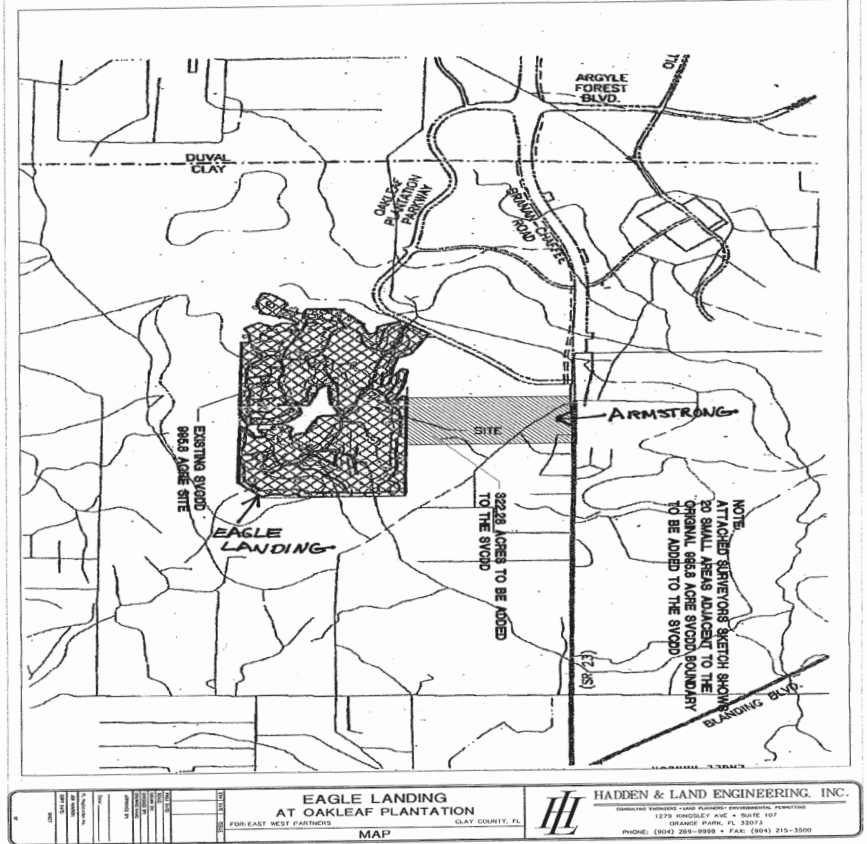 ARGYLE
FOREST
BLVD.
DUVAL
CLAY
OAKLEAF
PLANTATION
PARKWAY
BRANAN CHAFFEE
ROAD
SITE
ARMSTRONG
EXISTING SVCDD
995.8 ACRE SITE
EAGLE
LANDING
322.28 ACRES TO BE ADDED
TO THE SVCDD
NOTE:
ATTACHED SURVEYORS SKETCH SHOWS
20 SMALL AREAS ADJACENT TO THE
ORIGINAL 995.8 ACRE SVCDD BOUNDARY
TO BE ADDED TO THE SVCDD
(SR 23)
BLANDING BLVD.
EAGLE LANDING
AT OAKLEAF PLANTATION
FOR: EAST WEST PARTNERS
CLAY COUNTY, FL
MAP
HADDEN & LAND ENGINEERING, INC.
CONSULTING ENGINEERS • LAND PLANNERS • ENVIRONMENTAL PERMITTING
1279 KINGSLEY AVE • SUITE 107
ORANGE PARK, FL 32073
PHONE: (904) 269-9999 • FAX: (904) 215-3500